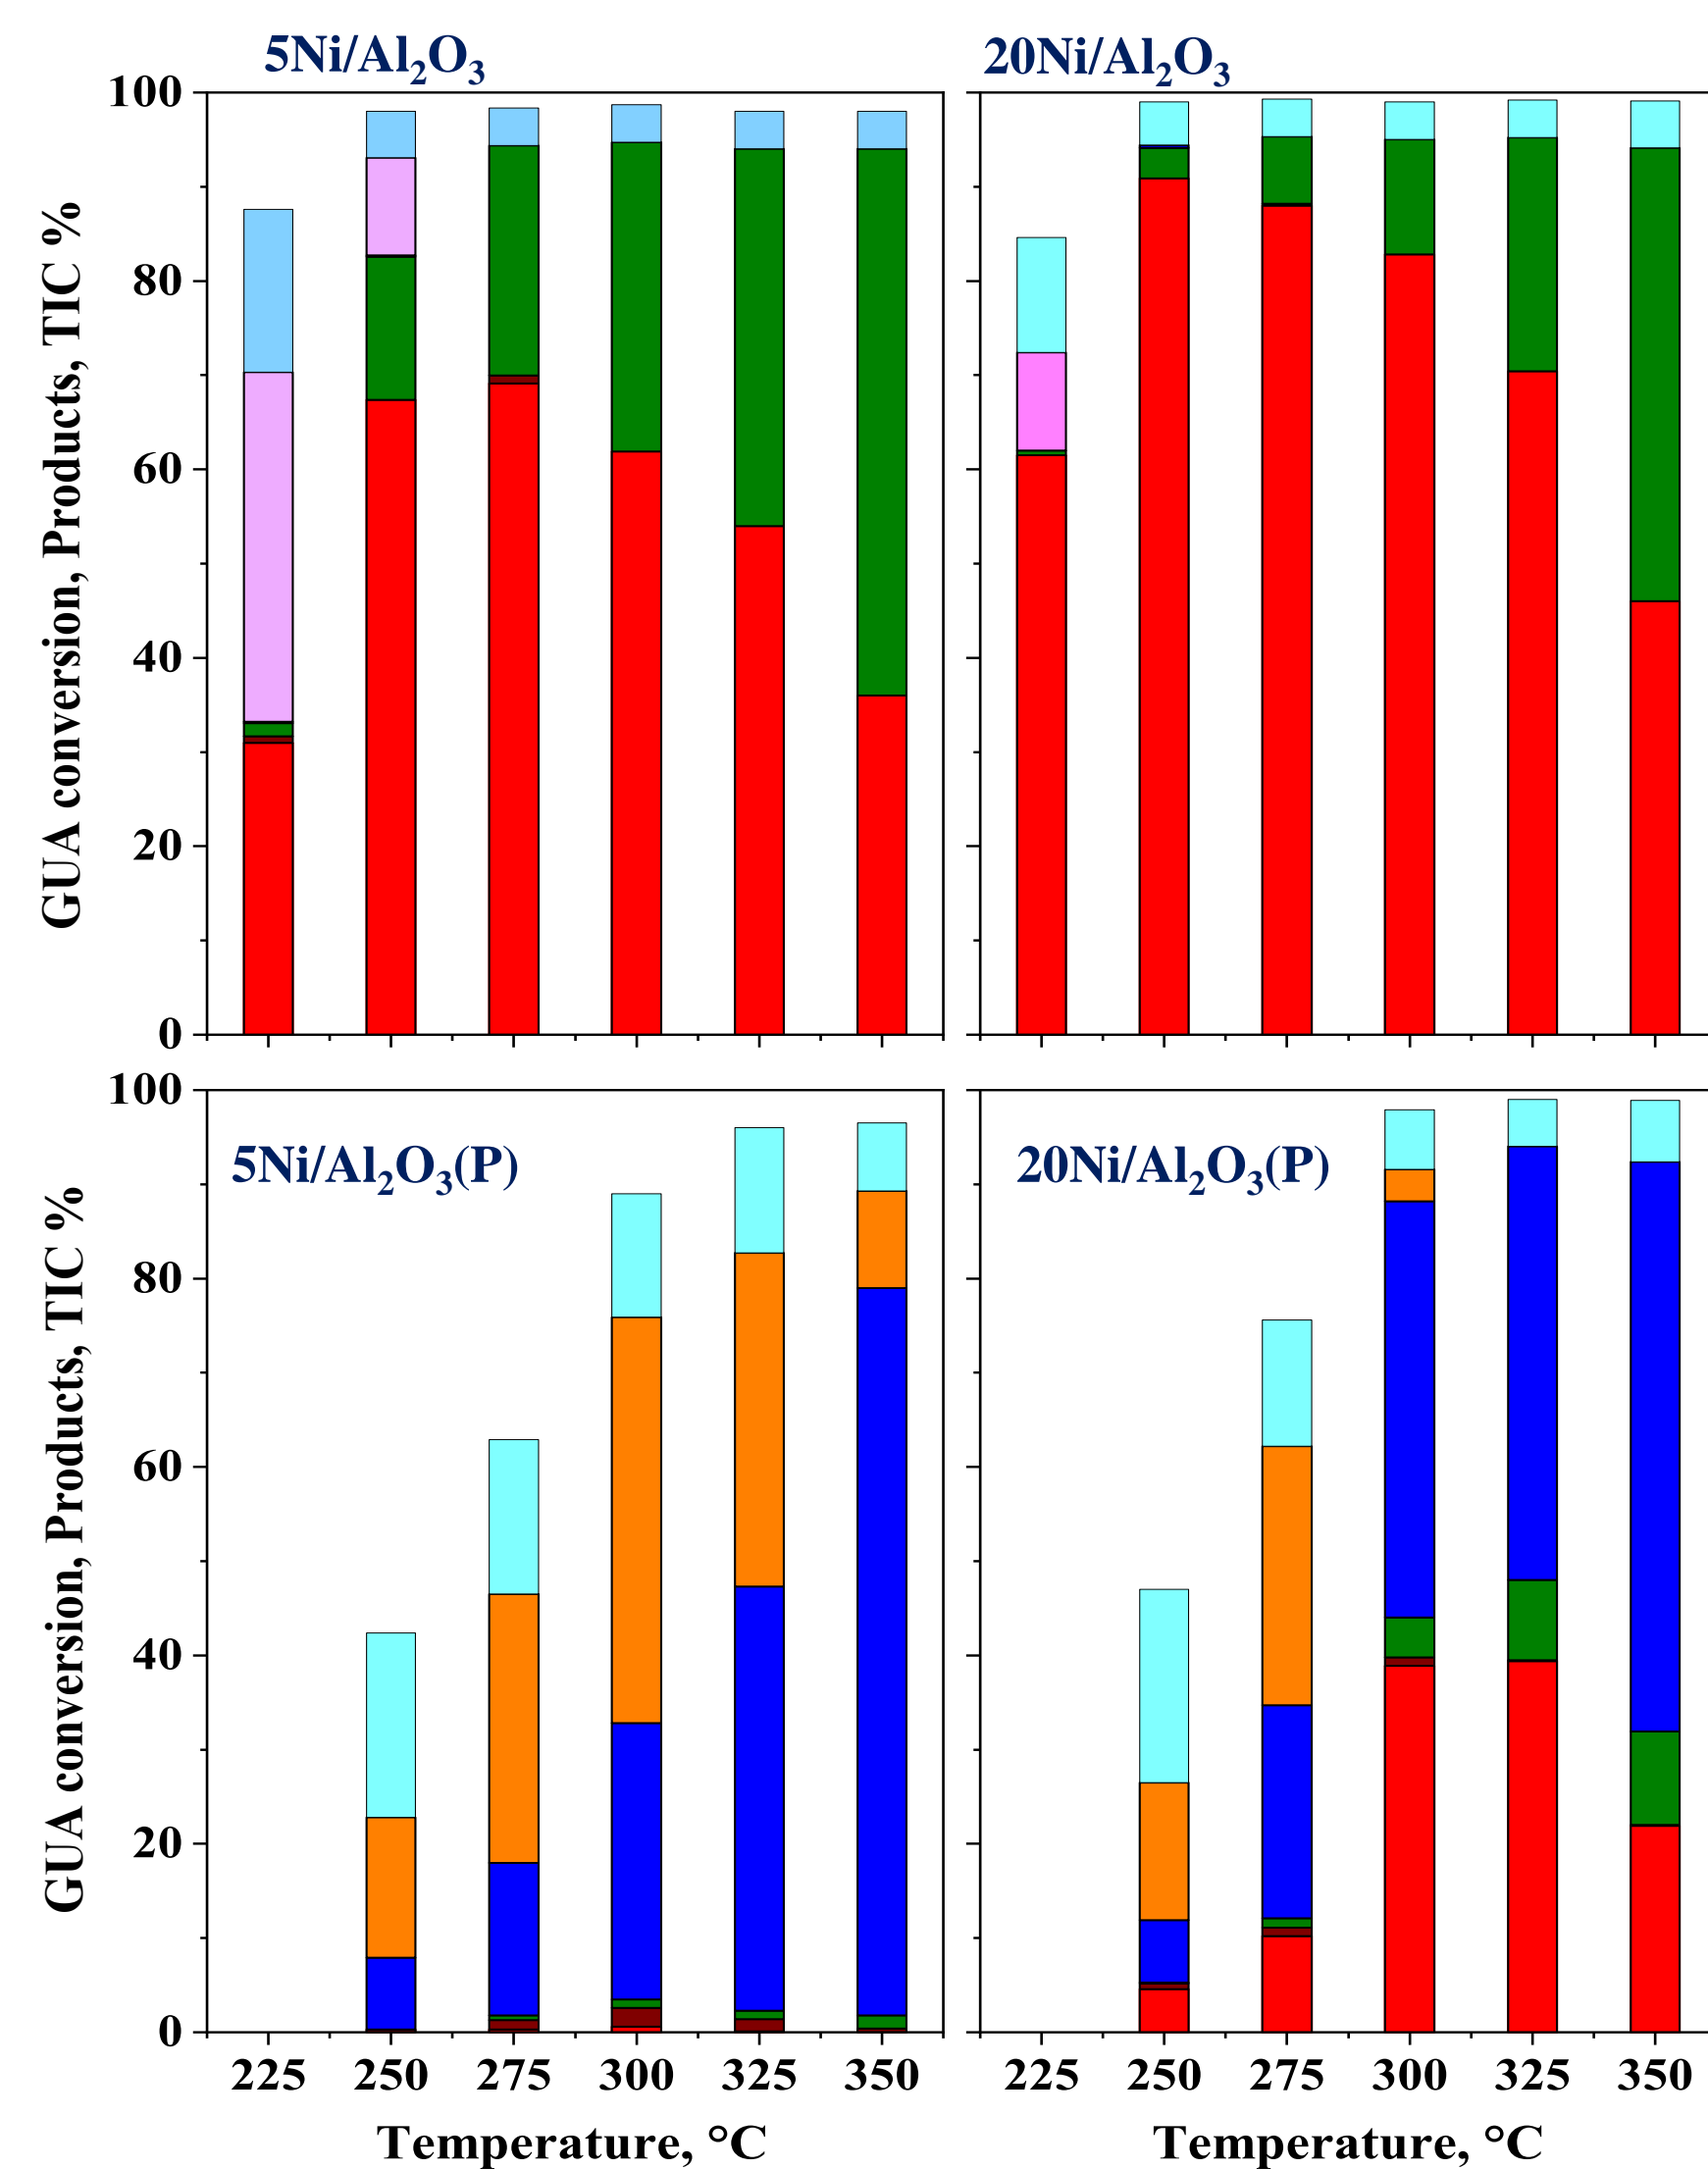 5Ni/Al₂O₃
20Ni/Al₂O₃
GUA conversion, Products, TIC %
100
80
60
40
20
0
5Ni/Al₂O₃(P)
20Ni/Al₂O₃(P)
GUA conversion, Products, TIC %
100
80
60
40
20
0
225 250 275 300 325 350
225 250 275 300 325 350
Temperature, °C
Temperature, °C